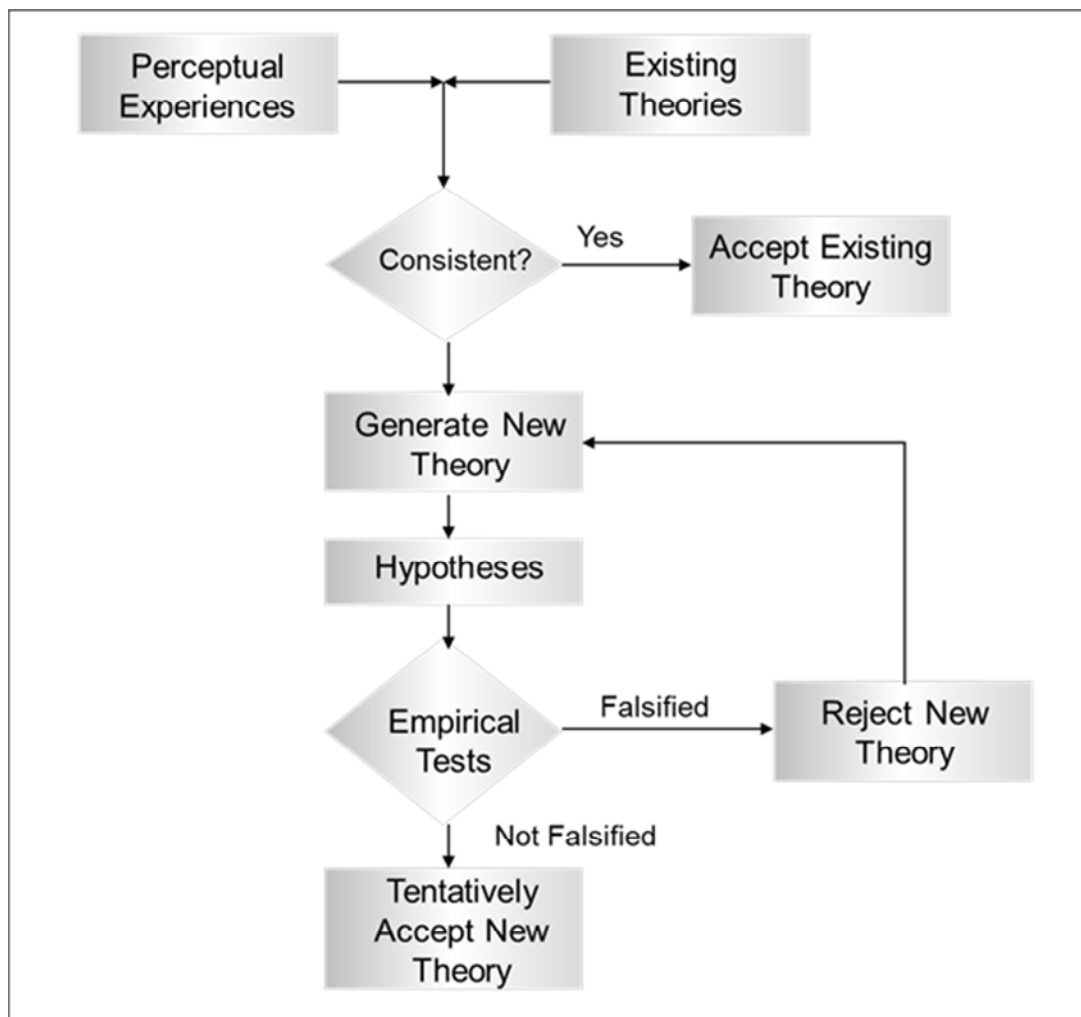 Perceptual
Experiences
Existing
Theories
Consistent?
Yes
Accept Existing
Theory
Generate New
Theory
Hypotheses
Empirical
Tests
Falsified
Reject New
Theory
Not Falsified
Tentatively
Accept New
Theory